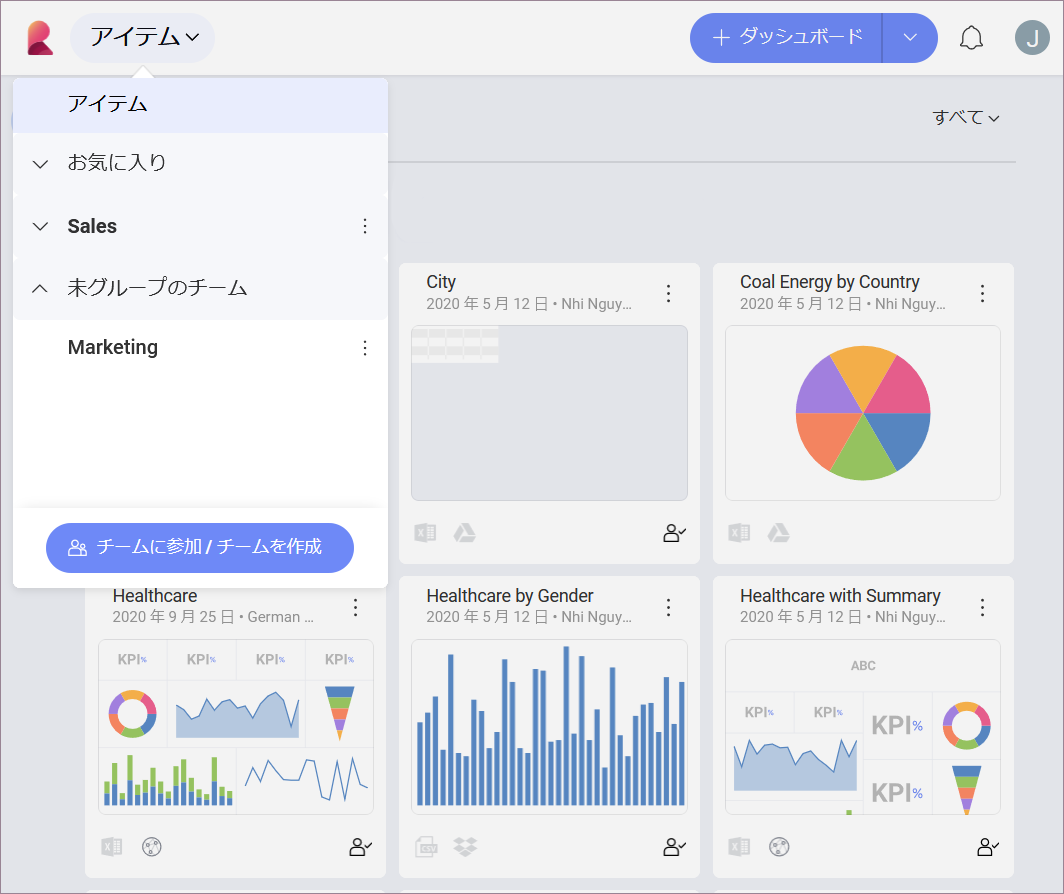 アイテム
ダッシュボード
J
すべて
アイテム
お気に入り
Sales
未グループのチーム
Marketing
チームに参加 / チームを作成
City
2020 年 5 月 12 日 • Nhi Nguy...
Coal Energy by Country
2020 年 5 月 12 日 • Nhi Nguy...
Healthcare
2020 年 9 月 25 日 • German ...
KPI% KPI% KPI% KPI%
Healthcare by Gender
2020 年 5 月 12 日 • Nhi Nguy...
CSV
Healthcare with Summary
2020 年 5 月 12 日 • Nhi Nguy...
ABC
KPI% KPI% KPI%
KPI%